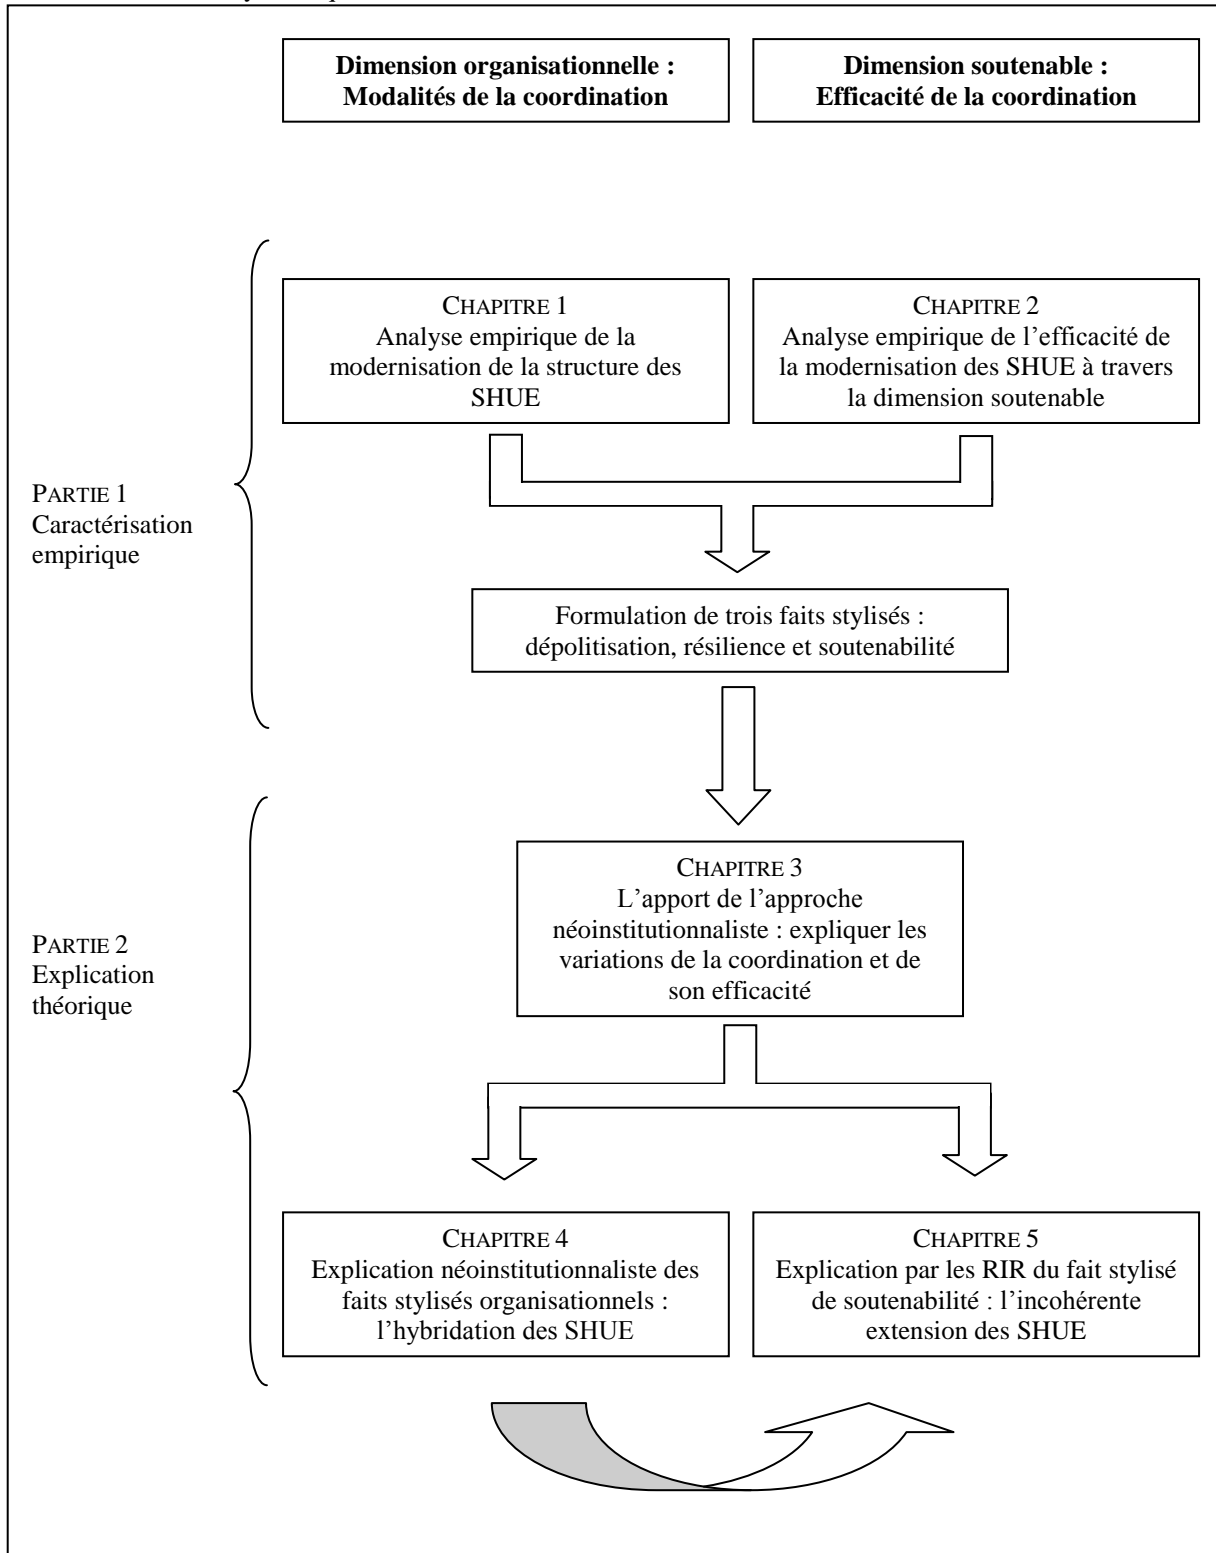 Dimension organisationnelle :
Modalités de la coordination
Dimension soutenable :
Efficacité de la coordination
CHAPITRE 1
Analyse empirique de la
modernisation de la structure des
SHUE
CHAPITRE 2
Analyse empirique de l’efficacité de
la modernisation des SHUE à travers
la dimension soutenable
PARTIE 1
Caractérisation
empirique
Formulation de trois faits stylisés :
dépolitisation, résilience et soutenabilité
CHAPITRE 3
L’apport de l’approche
néoinstitutionnaliste : expliquer les
variations de la coordination et de
son efficacité
PARTIE 2
Explication
théorique
CHAPITRE 4
Explication néoinstitutionnaliste des
faits stylisés organisationnels :
l’hybridation des SHUE
CHAPITRE 5
Explication par les RIR du fait stylisé
de soutenabilité : l’incohérente
extension des SHUE